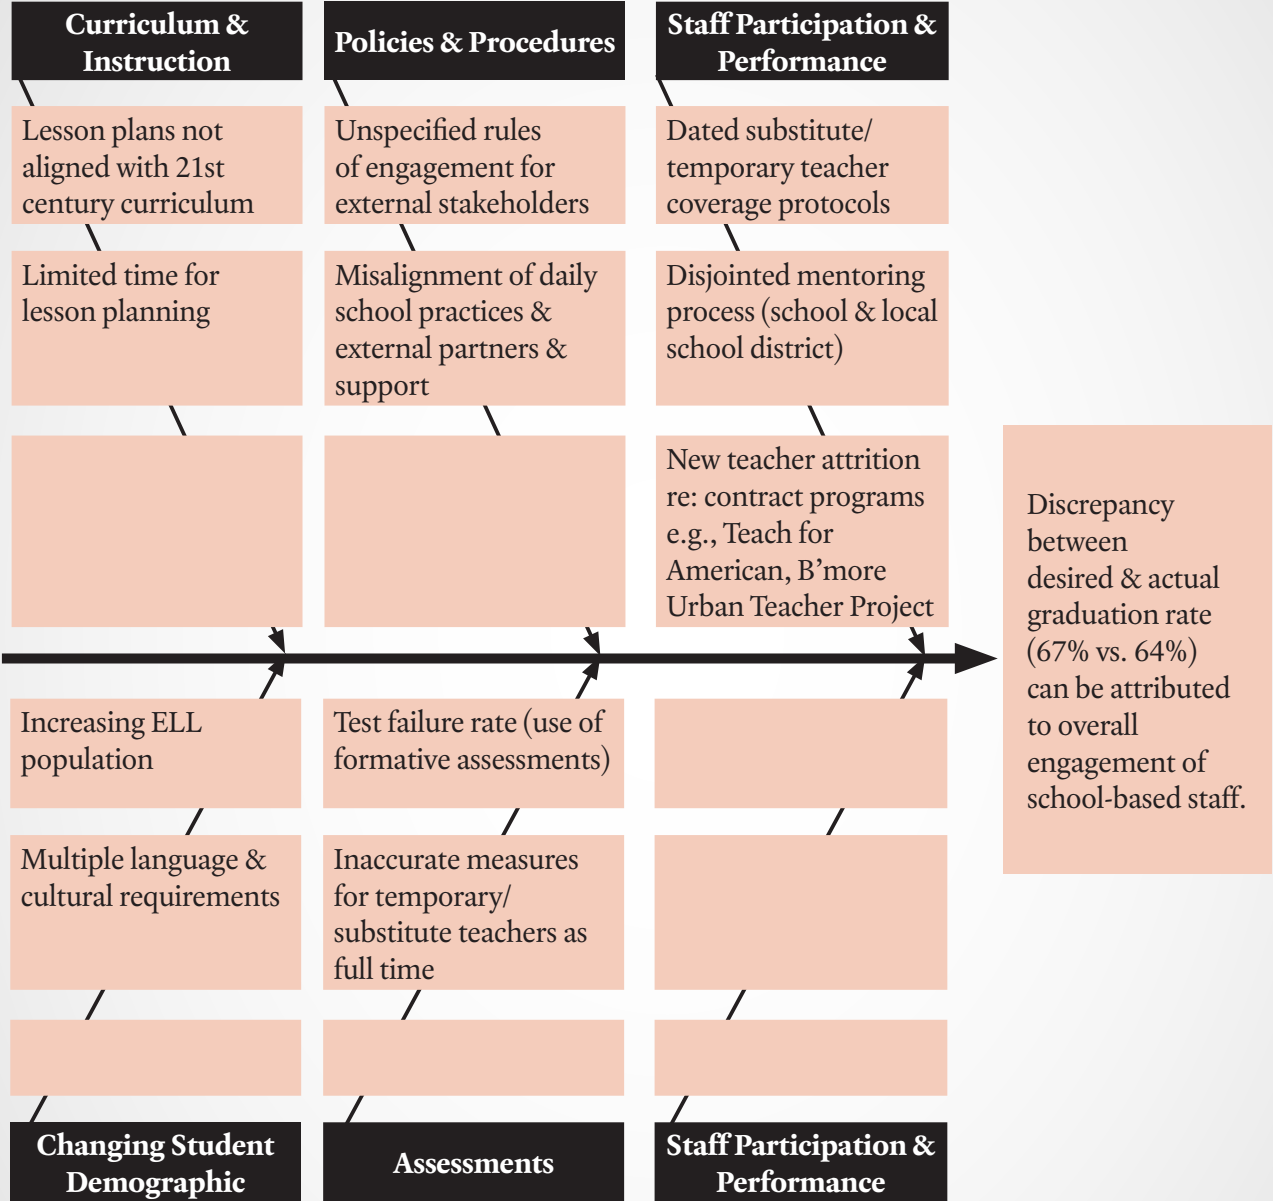 Curriculum &
Instruction
Policies & Procedures
Staff Participation &
Performance
Lesson plans not
aligned with 21st
century curriculum
Unspecified rules
of engagement for
external stakeholders
Dated substitute/
temporary teacher
coverage protocols
Limited time for
lesson planning
Misalignment of daily
school practices &
external partners &
support
Disjointed mentoring
process (school & local
school district)
New teacher attrition
re: contract programs
e.g., Teach for
American, B’more
Urban Teacher Project
Discrepancy
between
desired & actual
graduation rate
(67% vs. 64%)
can be attributed
to overall
engagement of
school-based staff.
Increasing ELL
population
Test failure rate (use of
formative assessments)
Multiple language &
cultural requirements
Inaccurate measures
for temporary/
substitute teachers as
full time
Changing Student
Demographic
Assessments
Staff Participation &
Performance